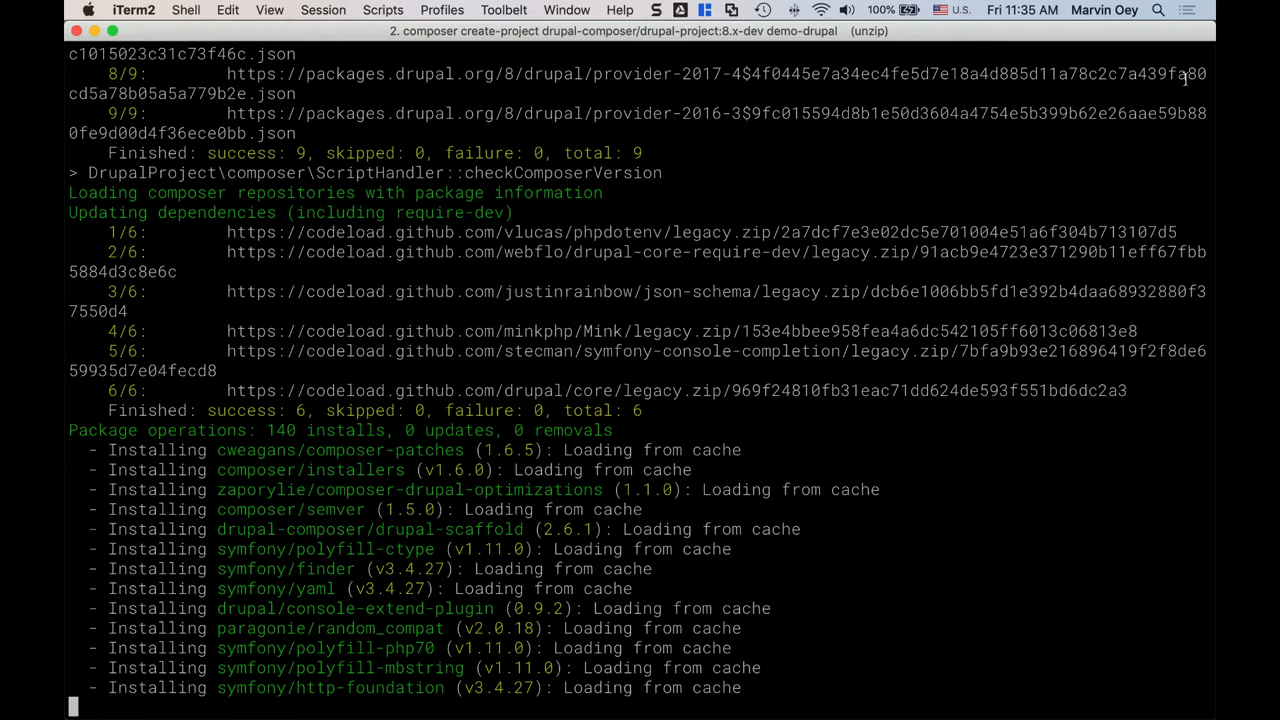 iTerm2 Shell Edit View Session Scripts Profiles Toolbelt Window Help 100% U.S. Fri 11:35 AM Marvin Oey
2. composer create-project drupal-composer/drupal-project:8.x-dev demo-drupal (unzip)
c1015023c31c73f46c.json
8/9: https://packages.drupal.org/8/drupal/provider-2017-4$4f0445e7a34ec4fe5d7e18a4d885d11a78c2c7a439fa80
cd5a78b05a5a779b2e.json
9/9: https://packages.drupal.org/8/drupal/provider-2016-3$9fc015594d8b1e50d3604a4754e5b399b62e26aae59b88
0fe9d00d4f36ece0bb.json
Finished: success: 9, skipped: 0, failure: 0, total: 9
> DrupalProject\composer\ScriptHandler::checkComposerVersion
Loading composer repositories with package information
Updating dependencies (including require-dev)
1/6: https://codeload.github.com/vlucas/phpdotenv/legacy.zip/2a7dcf7e3e02dc5e701004e51a6f304b713107d5
2/6: https://codeload.github.com/webflo/drupal-core-require-dev/legacy.zip/91acb9e4723e371290b11eff67fbb
5884d3c8e6c
3/6: https://codeload.github.com/justinrainbow/json-schema/legacy.zip/dcb6e1006bb5fd1e392b4daa68932880f3
7550d4
4/6: https://codeload.github.com/minkphp/Mink/legacy.zip/153e4bbee958fea4a6dc542105ff6013c06813e8
5/6: https://codeload.github.com/stecman/symfony-console-completion/legacy.zip/7bfa9b93e216896419f2f8de6
59935d7e04fecd8
6/6: https://codeload.github.com/drupal/core/legacy.zip/969f24810fb31eac71dd624de593f551bd6dc2a3
Finished: success: 6, skipped: 0, failure: 0, total: 6
Package operations: 140 installs, 0 updates, 0 removals
- Installing cweagans/composer-patches (1.6.5): Loading from cache
- Installing composer/installers (v1.6.0): Loading from cache
- Installing zaporylie/composer-drupal-optimizations (1.1.0): Loading from cache
- Installing composer/semver (1.5.0): Loading from cache
- Installing drupal-composer/drupal-scaffold (2.6.1): Loading from cache
- Installing symfony/polyfill-ctype (v1.11.0): Loading from cache
- Installing symfony/finder (v3.4.27): Loading from cache
- Installing symfony/yaml (v3.4.27): Loading from cache
- Installing drupal/console-extend-plugin (0.9.2): Loading from cache
- Installing paragonie/random_compat (v2.0.18): Loading from cache
- Installing symfony/polyfill-php70 (v1.11.0): Loading from cache
- Installing symfony/polyfill-mbstring (v1.11.0): Loading from cache
- Installing symfony/http-foundation (v3.4.27): Loading from cache